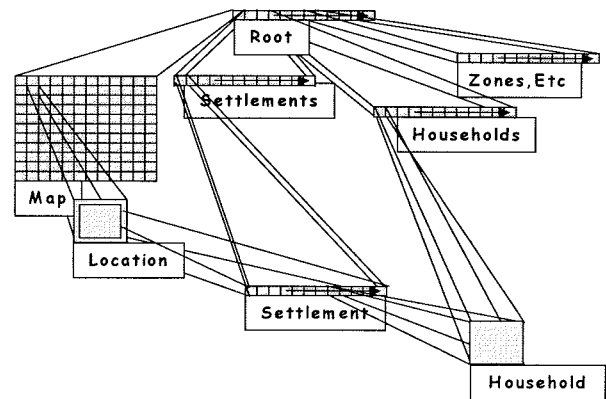 Root
Zones,Etc
Settlements
Households
Map
Location
Settlement
Household